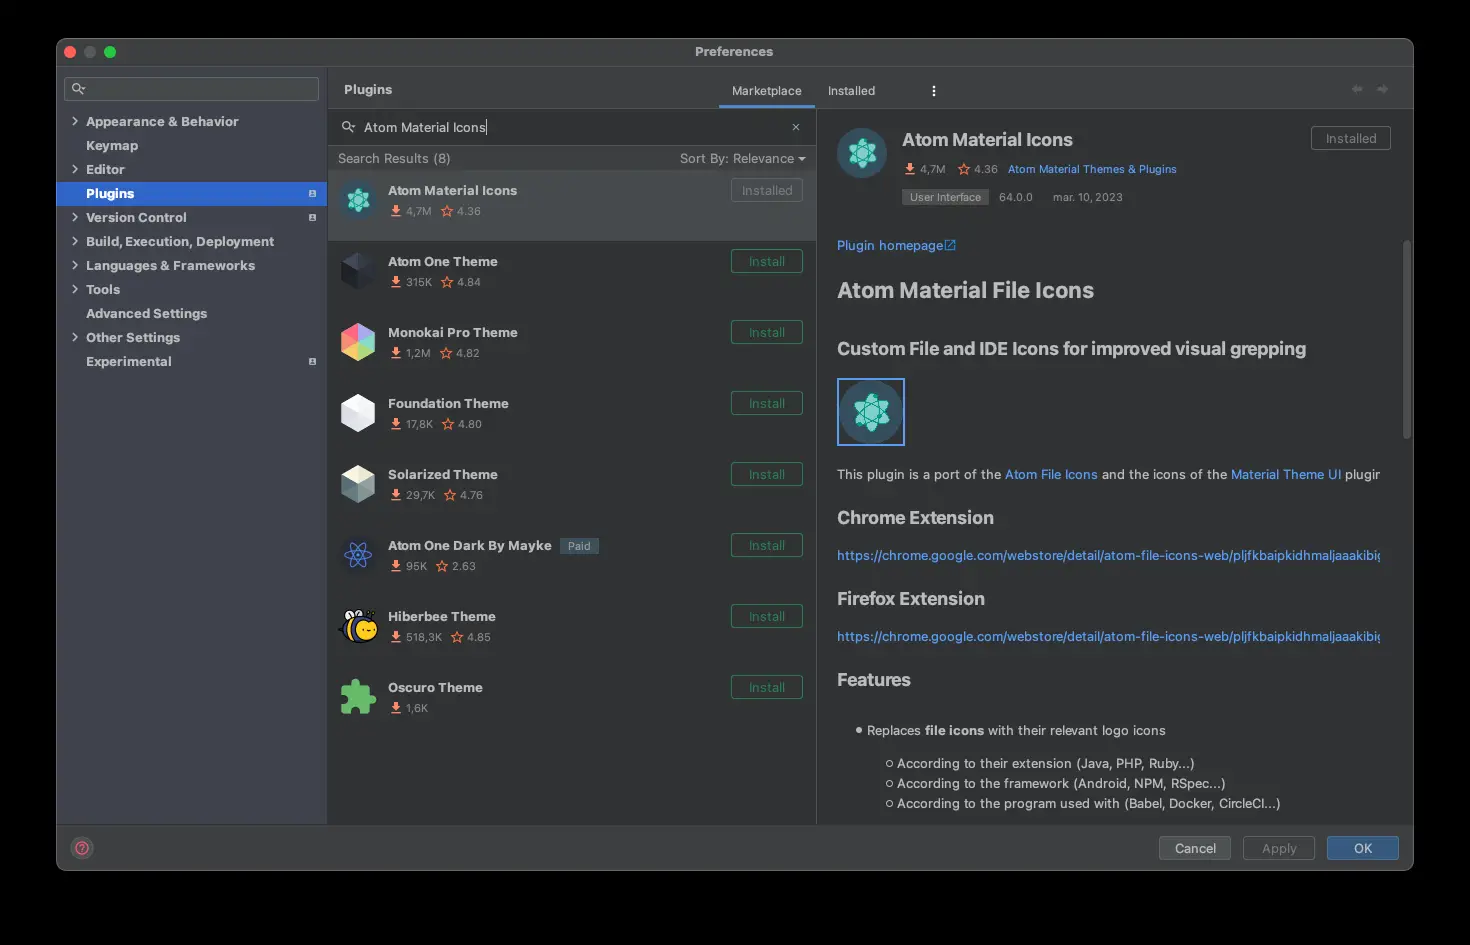 Preferences
Appearance & Behavior
Keymap
Editor
Plugins
Version Control
Build, Execution, Deployment
Languages & Frameworks
Tools
Advanced Settings
Other Settings
Experimental
Plugins
Marketplace
Installed
Atom Material Icons
Search Results (8)
Sort By: Relevance
Atom Material Icons
4,7M 4.36
Installed
Atom One Theme
315K 4.84
Install
Monokai Pro Theme
1,2M 4.82
Install
Foundation Theme
17,8K 4.80
Install
Solarized Theme
29,7K 4.76
Install
Atom One Dark By Mayke Paid
95K 2.63
Install
Hiberbee Theme
518,3K 4.85
Install
Oscuro Theme
1,6K
Install
Atom Material Icons
Installed
4,7M 4.36 Atom Material Themes & Plugins
User Interface 64.0.0 mar. 10, 2023
Plugin homepage
Atom Material File Icons
Custom File and IDE Icons for improved visual grepping
This plugin is a part of the Atom File Icons and the icons of the Material Theme UI plugin
Chrome Extension
https://chrome.google.com/webstore/detail/atom-file-icons-web/pljfkbaipkidhmaljaaakibig
Firefox Extension
https://chrome.google.com/webstore/detail/atom-file-icons-web/pljfkbaipkidhmaljaaakibig
Features
Replaces file icons with their relevant logo icons
According to their extension (Java, PHP, Ruby...)
According to the framework (Android, NPM, RSpec...)
According to the program used with (Babel, Docker, CircleCI...)
?
Cancel
Apply
OK